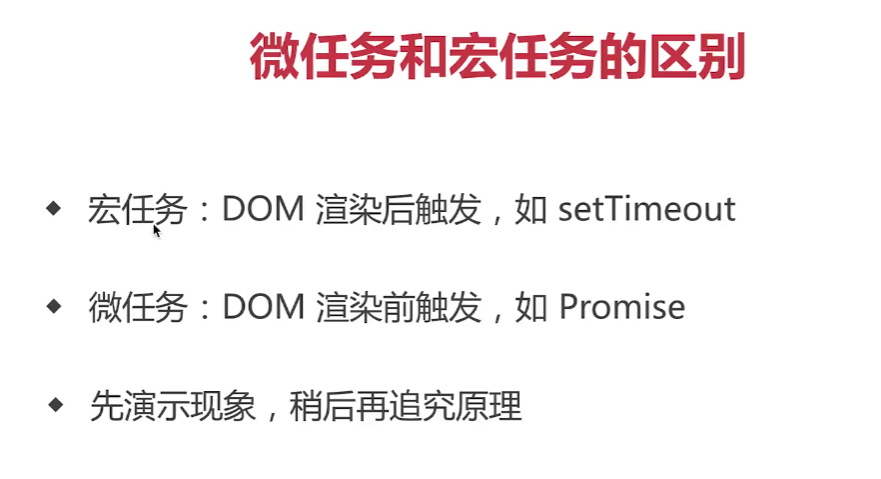 微任务和宏任务的区别
宏任务：DOM 渲染后触发，如 setTimeout
微任务：DOM 渲染前触发，如 Promise
先演示现象，稍后再追究原理